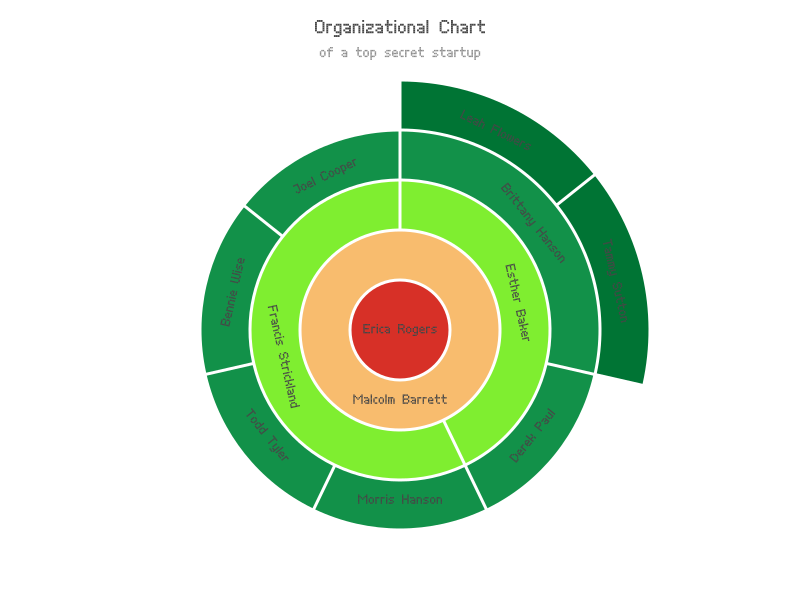 Organizational Chart
of a top secret startup
Erica Rogers
Malcolm Barrett
Esther Baker
Francis Strickland
Brittany Hanson
Derek Paul
Morris Hanson
Todd Tyler
Bennie Wise
Joel Cooper